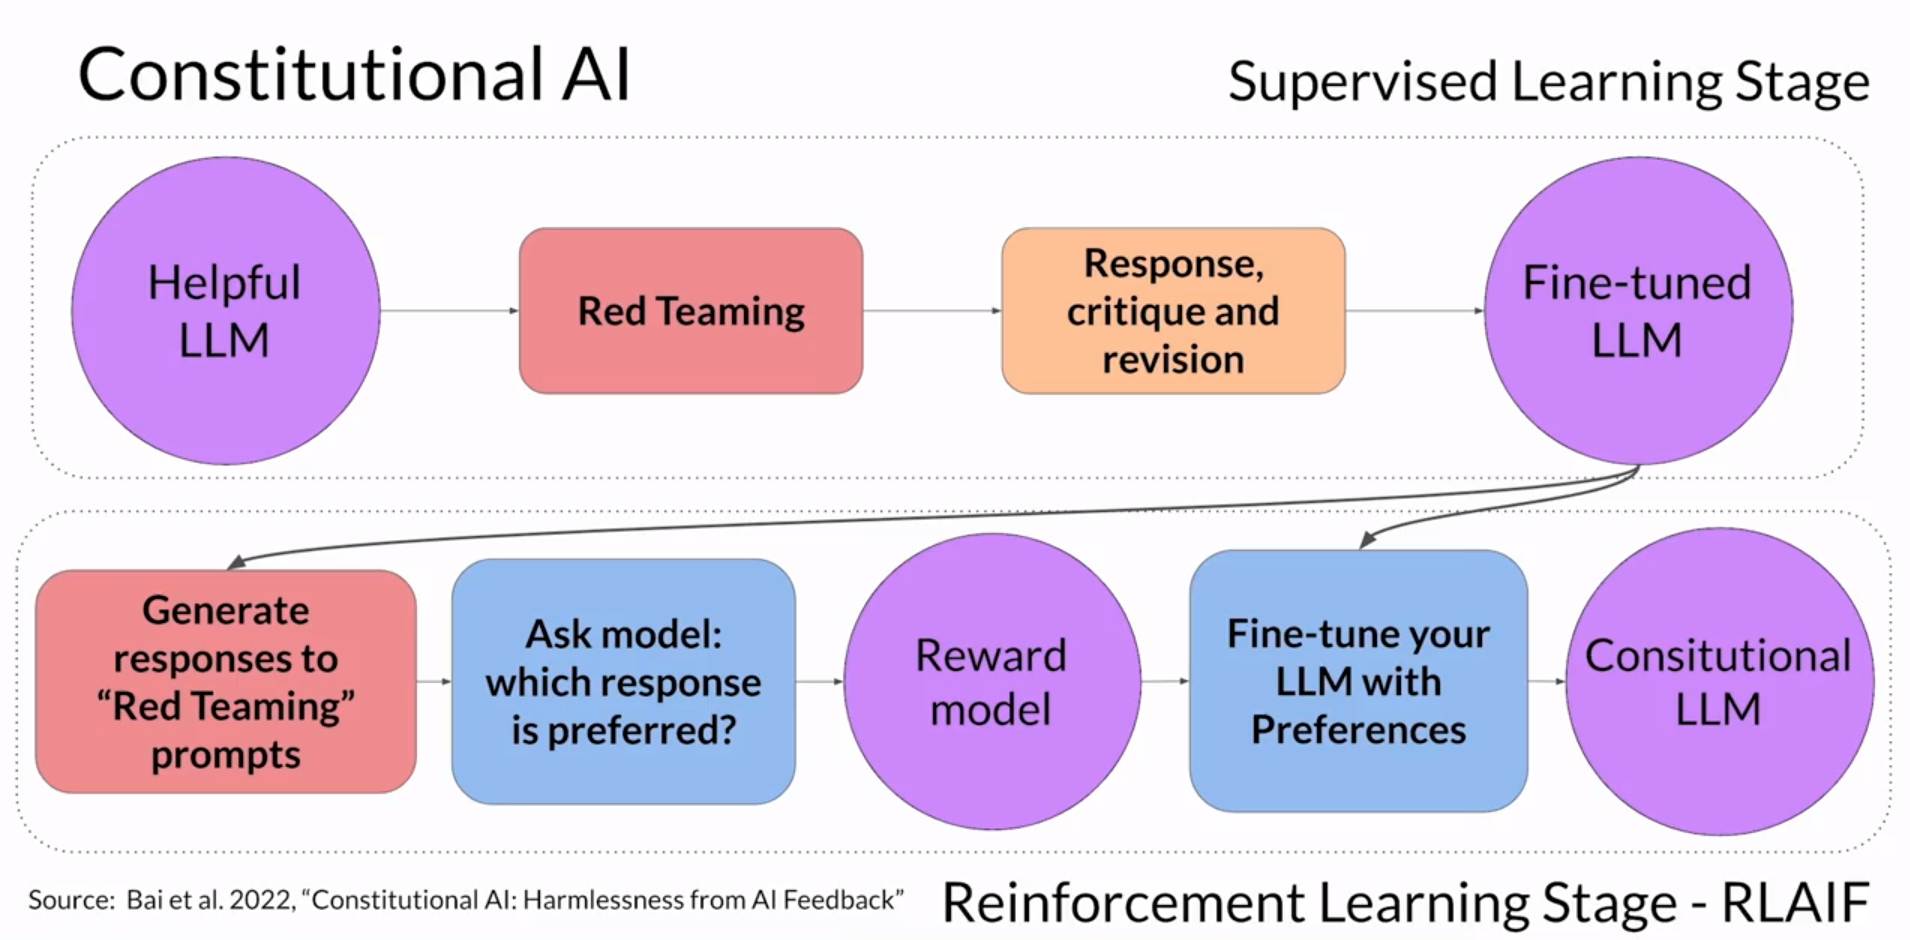 Constitutional AI
Supervised Learning Stage
Helpful
LLM
Red Teaming
Response,
critique and
revision
Fine-tuned
LLM
Generate
responses to
“Red Teaming”
prompts
Ask model:
which response
is preferred?
Reward
model
Fine-tune your
LLM with
Preferences
Consitutional
LLM
Source: Bai et al. 2022, “Constitutional AI: Harmlessness from AI Feedback”
Reinforcement Learning Stage - RLAIF